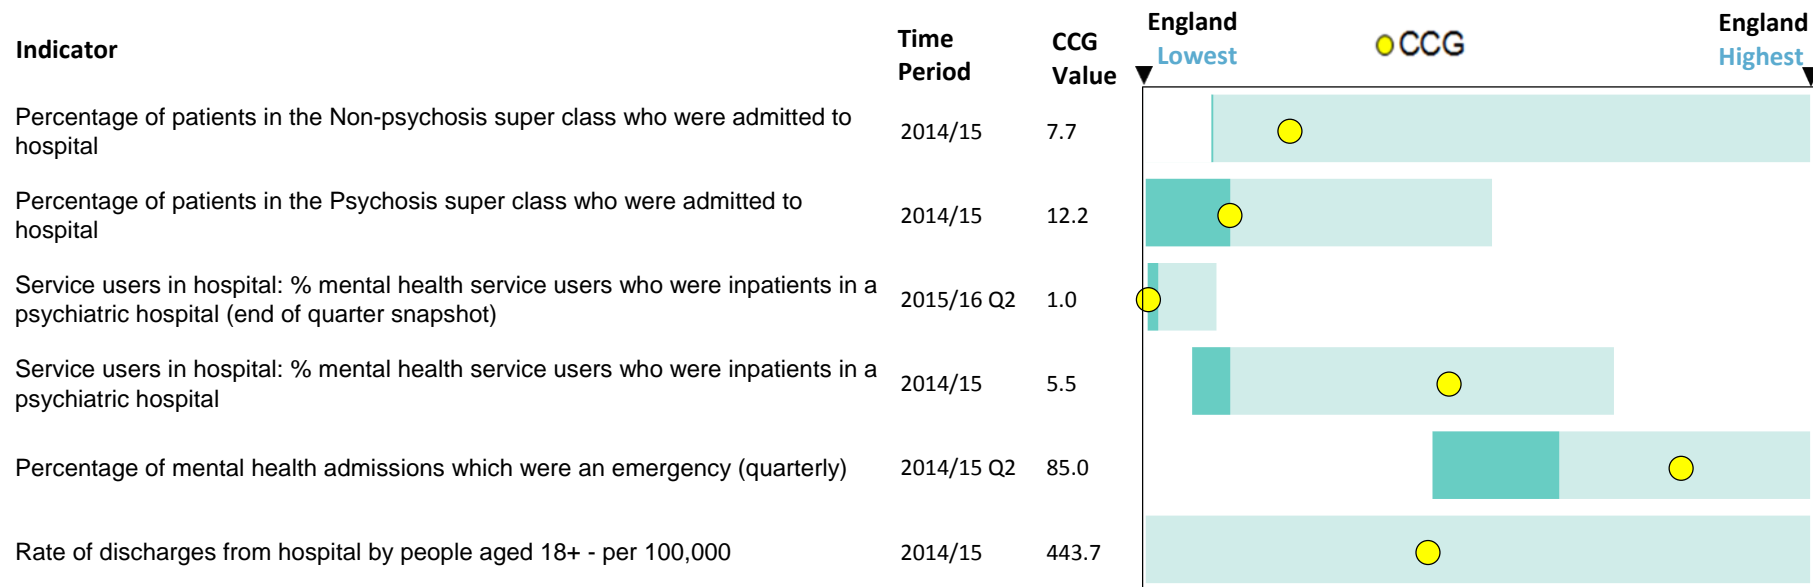 Indicator
Time Period
CCG Value
England Lowest
CCG
England Highest
Percentage of patients in the Non-psychosis super class who were admitted to
hospital
2014/15
7.7
Percentage of patients in the Psychosis super class who were admitted to
hospital
2014/15
12.2
Service users in hospital: % mental health service users who were inpatients in a
psychiatric hospital (end of quarter snapshot)
2015/16 Q2
1.0
Service users in hospital: % mental health service users who were inpatients in a
psychiatric hospital
2014/15
5.5
Percentage of mental health admissions which were an emergency (quarterly)
2014/15 Q2
85.0
Rate of discharges from hospital by people aged 18+ - per 100,000
2014/15
443.7